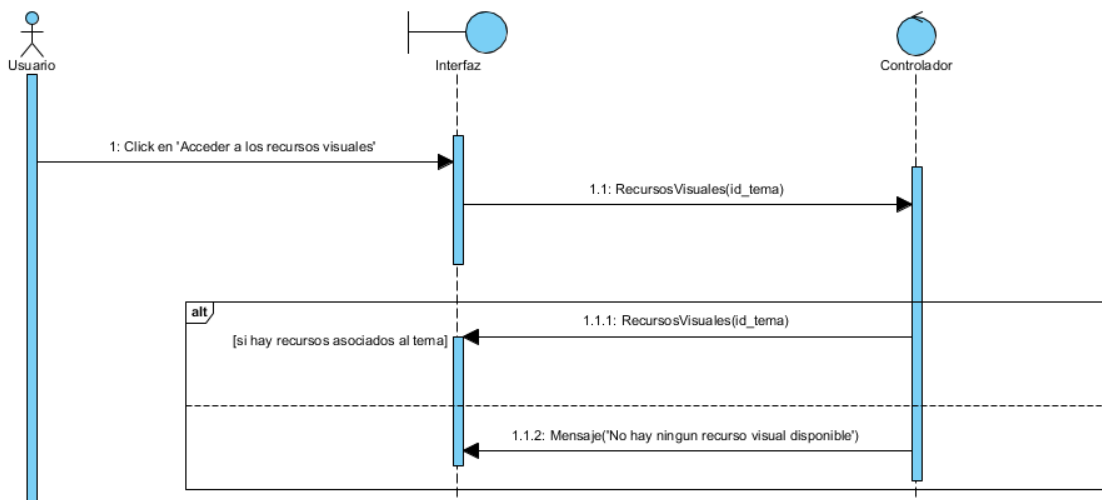 Usuario
Interfaz
Controlador
1: Click en 'Acceder a los recursos visuales'
1.1: RecursosVisuales(id_tema)
alt
1.1.1: RecursosVisuales(id_tema)
[si hay recursos asociados al tema]
1.1.2: Mensaje('No hay ningun recurso visual disponible')